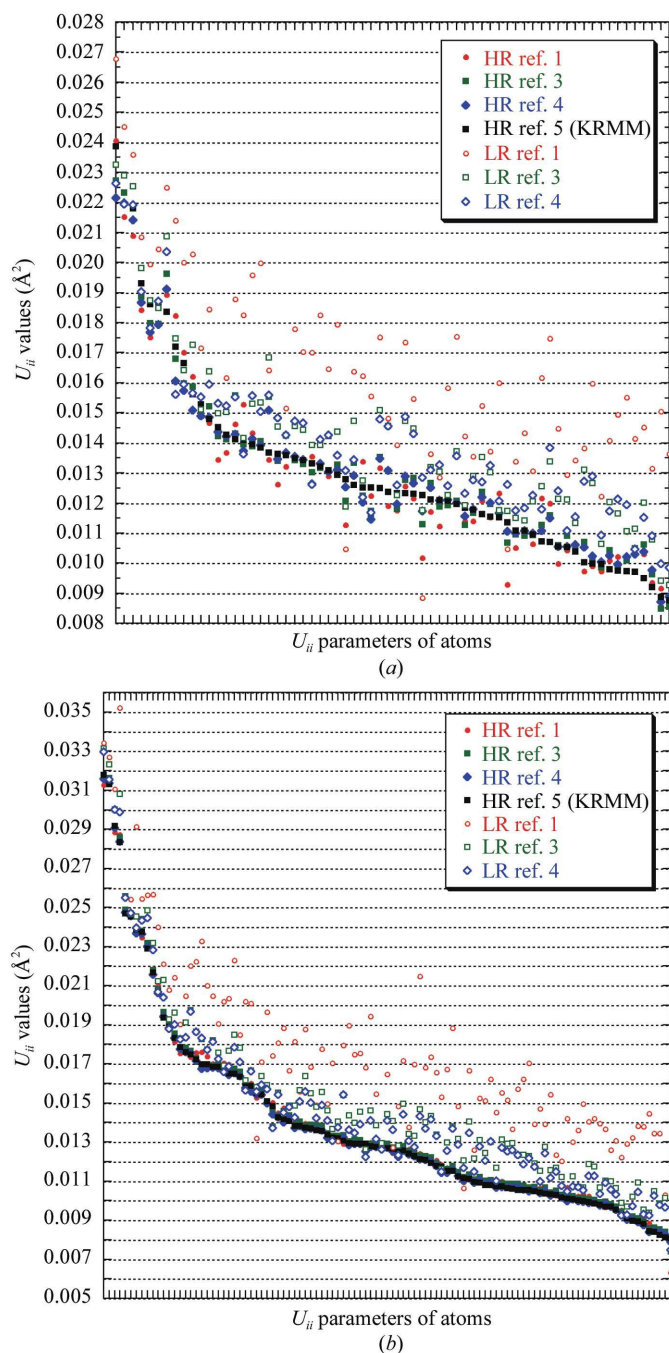 0.028
0.027
0.026
0.025
0.024
0.023
0.022
0.021
0.020
0.019
0.018
0.017
0.016
0.015
0.014
0.013
0.012
0.011
0.010
0.009
0.008
U_ii values (Å²)
HR ref. 1
HR ref. 3
HR ref. 4
HR ref. 5 (KRMM)
LR ref. 1
LR ref. 3
LR ref. 4
U_ii parameters of atoms
(a)
0.035
0.033
0.031
0.029
0.027
0.025
0.023
0.021
0.019
0.017
0.015
0.013
0.011
0.009
0.007
0.005
U_ii values (Å²)
HR ref. 1
HR ref. 3
HR ref. 4
HR ref. 5 (KRMM)
LR ref. 1
LR ref. 3
LR ref. 4
U_ii parameters of atoms
(b)